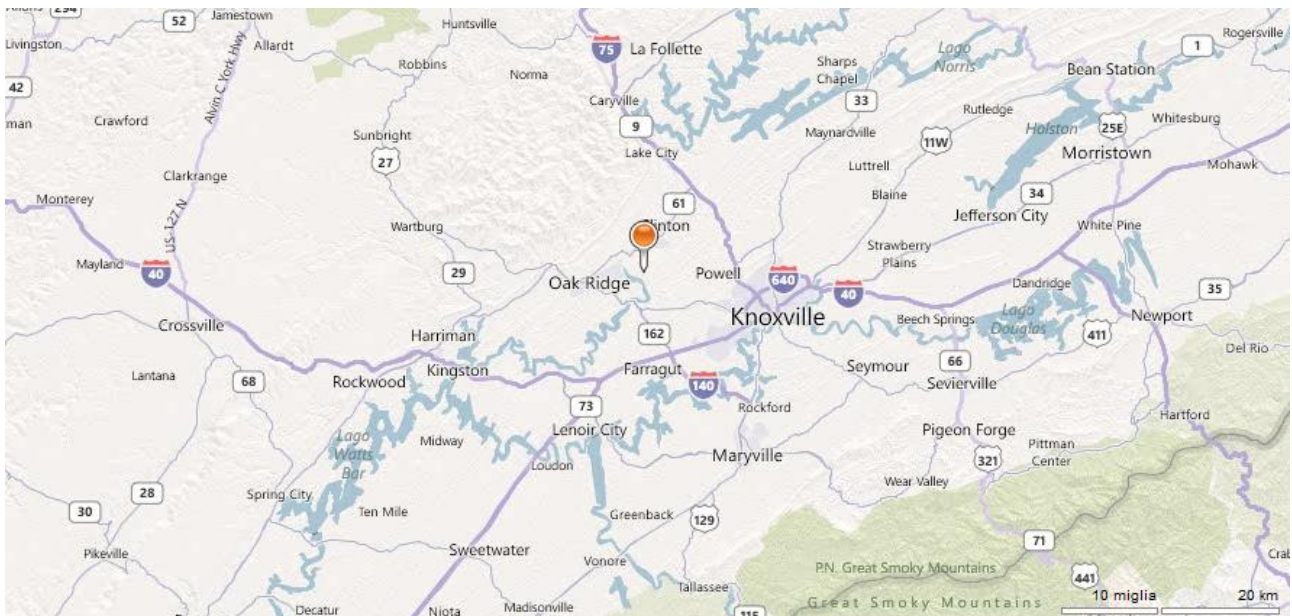 294
52
Jamestown
Huntsville
Livingston
Allardt
75
La Follette
Lago
Norris
1
Rogersville
Robbins
Norma
Sharps
Chapel
Bean Station
42
Alvin C York Hwy
Caryville
33
Rutledge
man
Crawford
Sunbright
9
Maynardville
11W
Holston
25E
Whitesburg
27
Lake City
Luttrell
Morristown
Mohawk
Clarkrange
Blaine
34
Monterey
61
Jefferson City
US-127 N
Wartburg
Clinton
White Pine
Strawberry
Plains
Mayland
40
29
Oak Ridge
Powell
640
40
Dandridge
35
Crossville
Harriman
162
Knoxville
Beech Springs
Lago
Douglas
411
Newport
Lantana
68
Rockwood
Kingston
Farragut
140
Seymour
66
Sevierville
Del Rio
73
Rockford
Hartford
Lago
Watts
Bar
Midway
Lenoir City
Maryville
Pigeon Forge
Pittman
Center
Loudon
321
28
Spring City
Wear Valley
30
Ten Mile
Greenback
129
Pikeville
Sweetwater
Vonore
71
P.N. Great Smoky Mountains
Tallassee
441
Decatur
Niota
Madisonville
115
Great Smoky Mountains
10 miglia
20 km